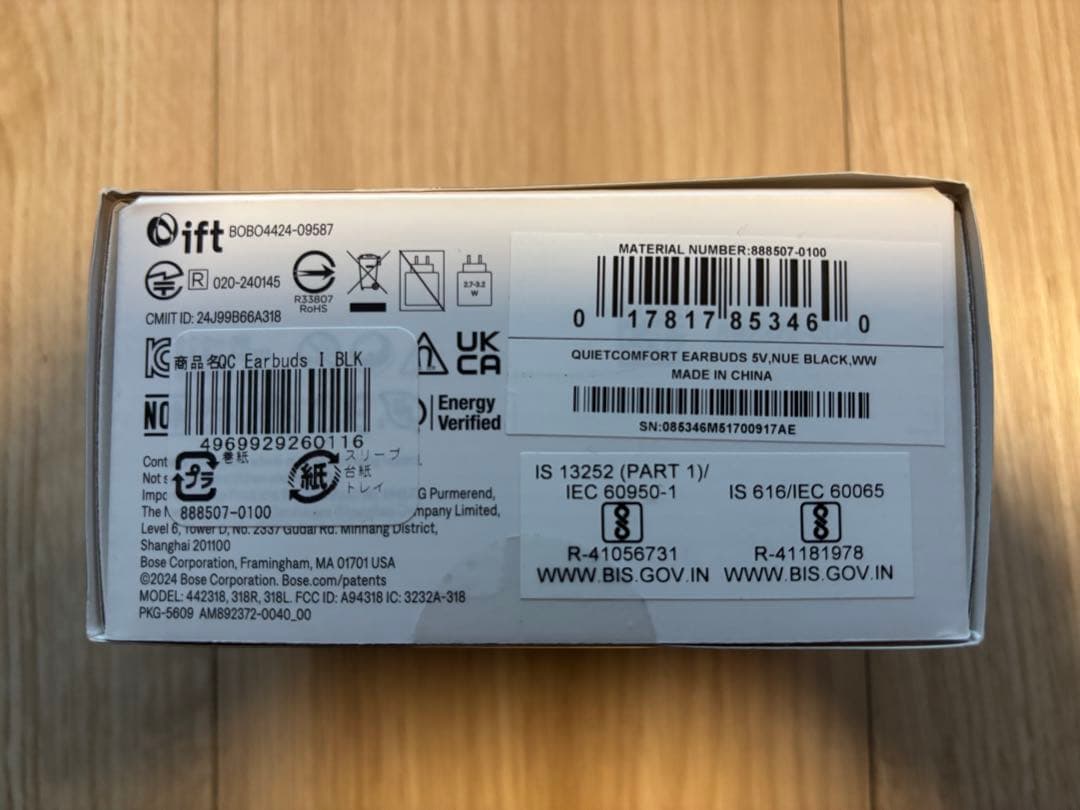 ift BOBO4424-09587
R 020-240145
R33807
RoHS
2.7-3.2
W
CMIIT ID: 24J99B66A318
UK
CA
商品名QC Earbuds I BLK
4969929260116
Energy
Verified
プラ
巻紙
紙
スリーブ
台紙
トレイ
888507-0100
Cont
Not s
G Purmerend,
The
Company Limited,
Level 6, Tower D, No. 2337 Gudai Rd. Minhang District,
Shanghai 201100
Bose Corporation, Framingham, MA 01701 USA
©2024 Bose Corporation. Bose.com/patents
MODEL: 442318, 318R, 318L. FCC ID: A94318 IC: 3232A-318
PKG-5609 AM892372-0040_00
MATERIAL NUMBER:888507-0100
0 17817 85346 0
QUIETCOMFORT EARBUDS 5V,NUE BLACK,WW
MADE IN CHINA
SN:085346M51700917AE
IS 13252 (PART 1)/
IEC 60950-1
R-41056731
WWW.BIS.GOV.IN
IS 616/IEC 60065
R-41181978
WWW.BIS.GOV.IN